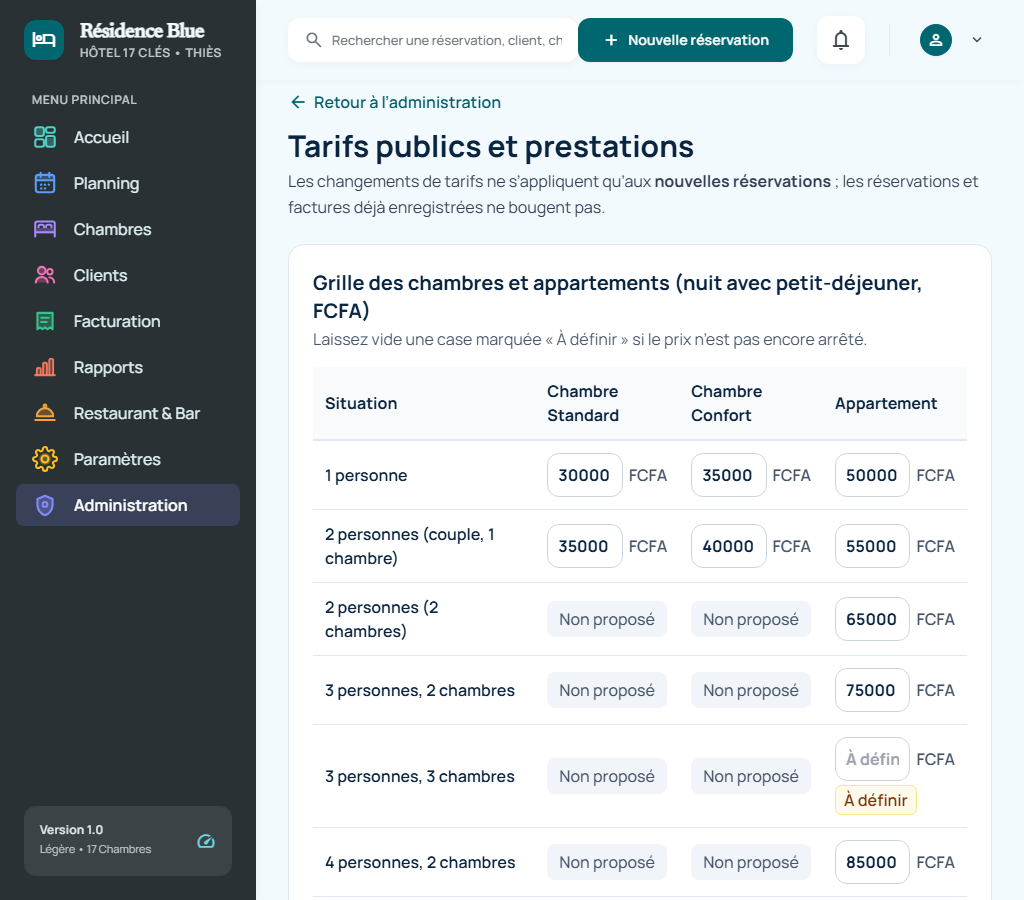 Résidence Blue
HÔTEL 17 CLÉS • THIÈS
MENU PRINCIPAL
Accueil
Planning
Chambres
Clients
Facturation
Rapports
Restaurant & Bar
Paramètres
Administration
Version 1.0
Légère • 17 Chambres
Rechercher une réservation, client, ch
Nouvelle réservation
Retour à l'administration
Tarifs publics et prestations
Les changements de tarifs ne s'appliquent qu'aux nouvelles réservations ; les réservations et
factures déjà enregistrées ne bougent pas.
Grille des chambres et appartements (nuit avec petit-déjeuner,
FCFA)
Laissez vide une case marquée « À définir » si le prix n'est pas encore arrêté.
Situation
Chambre
Standard
Chambre
Confort
Appartement
1 personne
30000 FCFA
35000 FCFA
50000 FCFA
2 personnes (couple, 1
chambre)
35000 FCFA
40000 FCFA
55000 FCFA
2 personnes (2
chambres)
Non proposé
Non proposé
65000 FCFA
3 personnes, 2 chambres
Non proposé
Non proposé
75000 FCFA
3 personnes, 3 chambres
Non proposé
Non proposé
À défin FCFA
À définir
4 personnes, 2 chambres
Non proposé
Non proposé
85000 FCFA